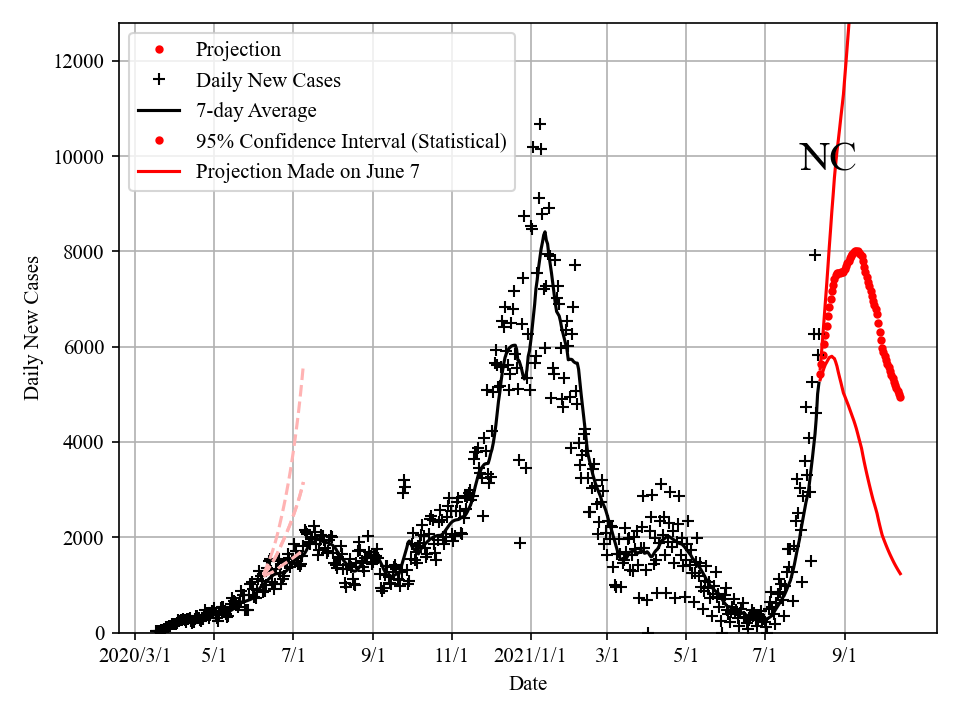 Projection
Daily New Cases
7-day Average
95% Confidence Interval (Statistical)
Projection Made on June 7
NC
12000
10000
8000
6000
4000
2000
0
Daily New Cases
2020/3/1 5/1 7/1 9/1 11/1 2021/1/1 3/1 5/1 7/1 9/1
Date